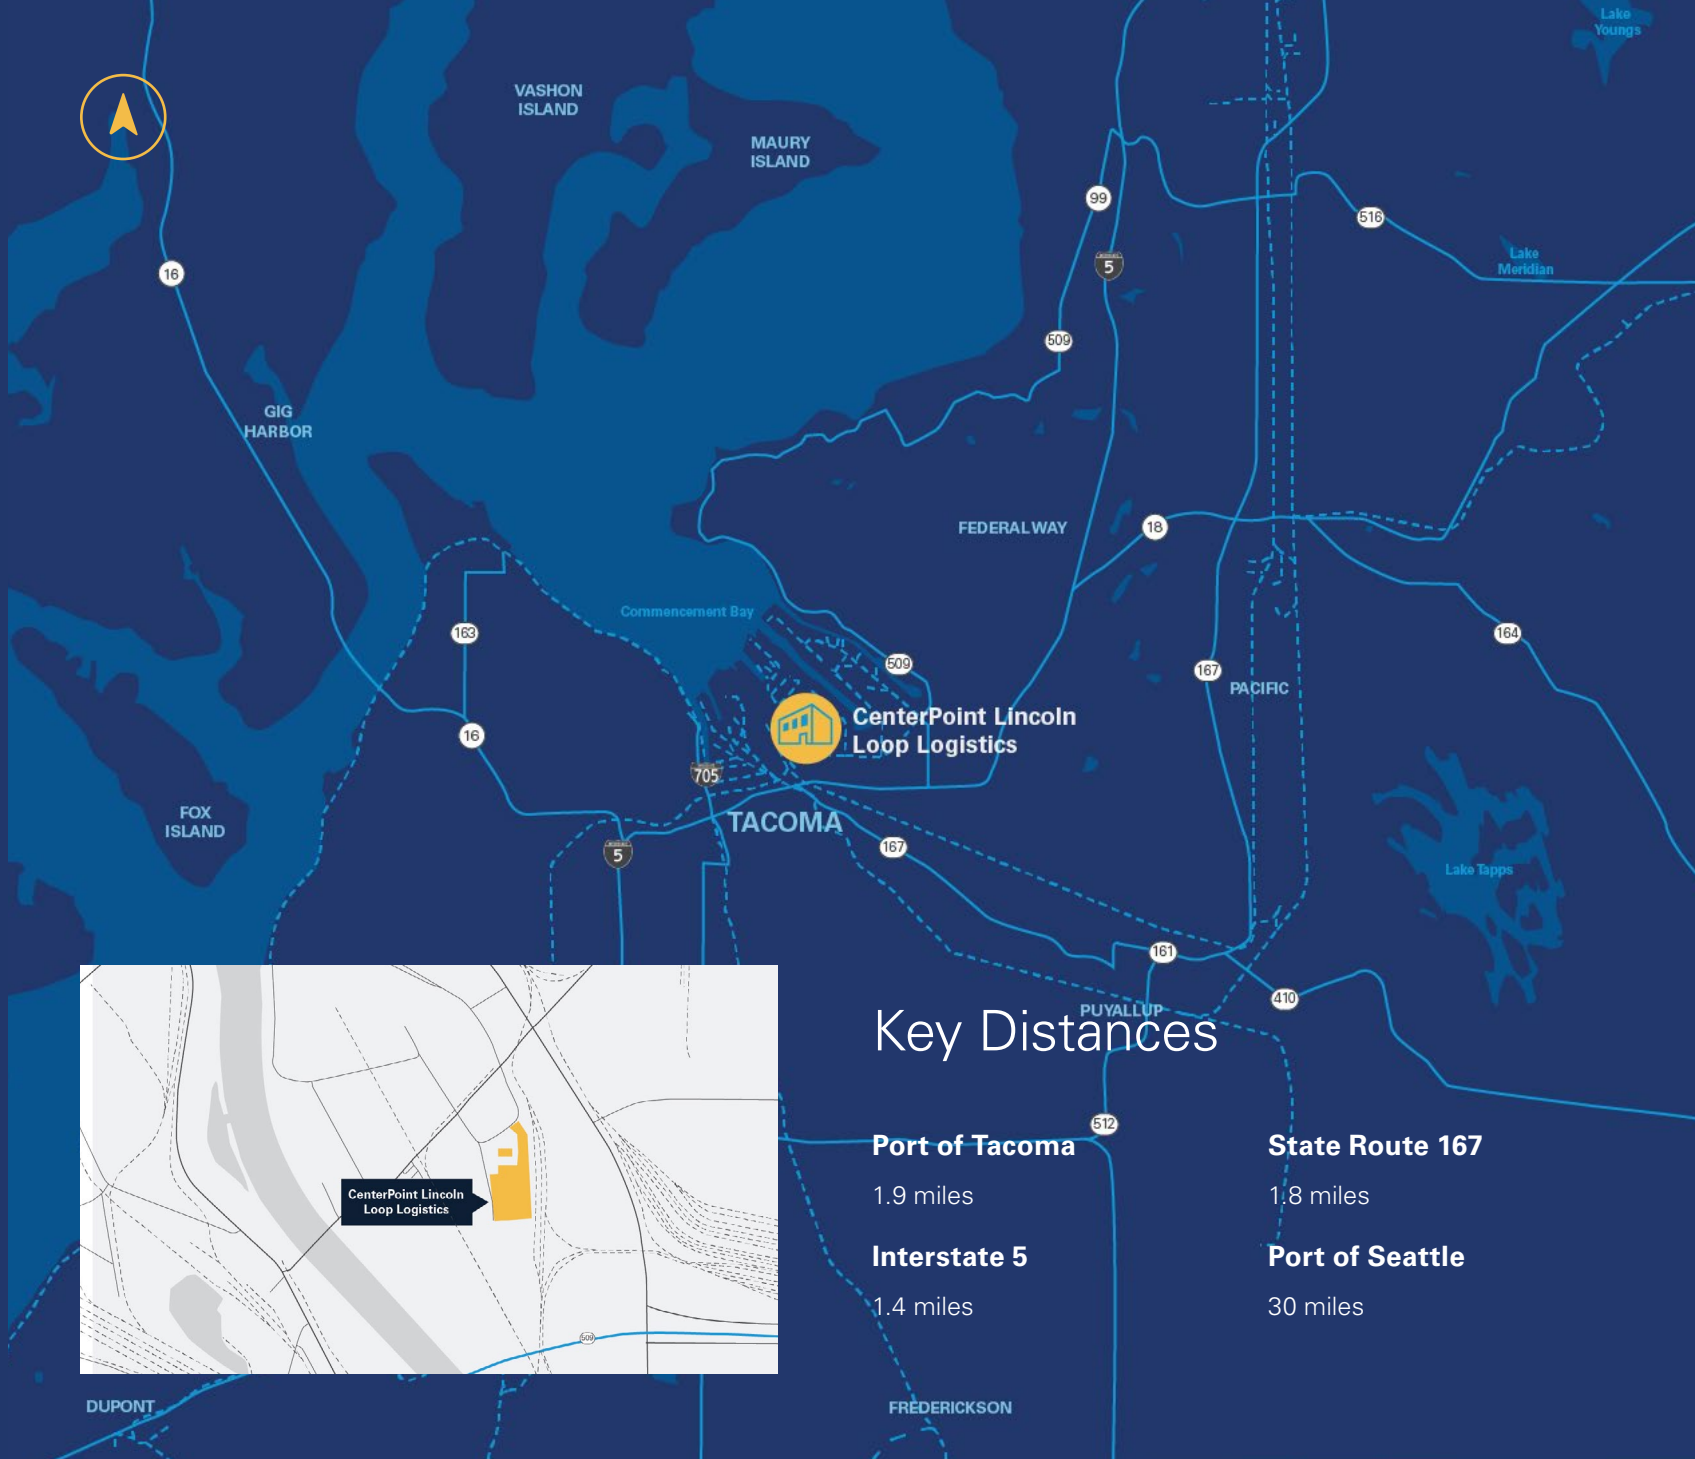 Lake
Youngs
VASHON
ISLAND
MAURY
ISLAND
99
516
5
Lake
Meridian
16
509
GIG
HARBOR
FEDERAL WAY
18
Commencement Bay
163
509
164
167
PACIFIC
CenterPoint Lincoln
Loop Logistics
16
705
FOX
ISLAND
TACOMA
5
167
Lake Tapps
161
410
PUYALLUP
Key Distances
512
Port of Tacoma
1.9 miles
State Route 167
1.8 miles
Interstate 5
1.4 miles
Port of Seattle
30 miles
CenterPoint Lincoln
Loop Logistics
509
DUPONT
FREDERICKSON